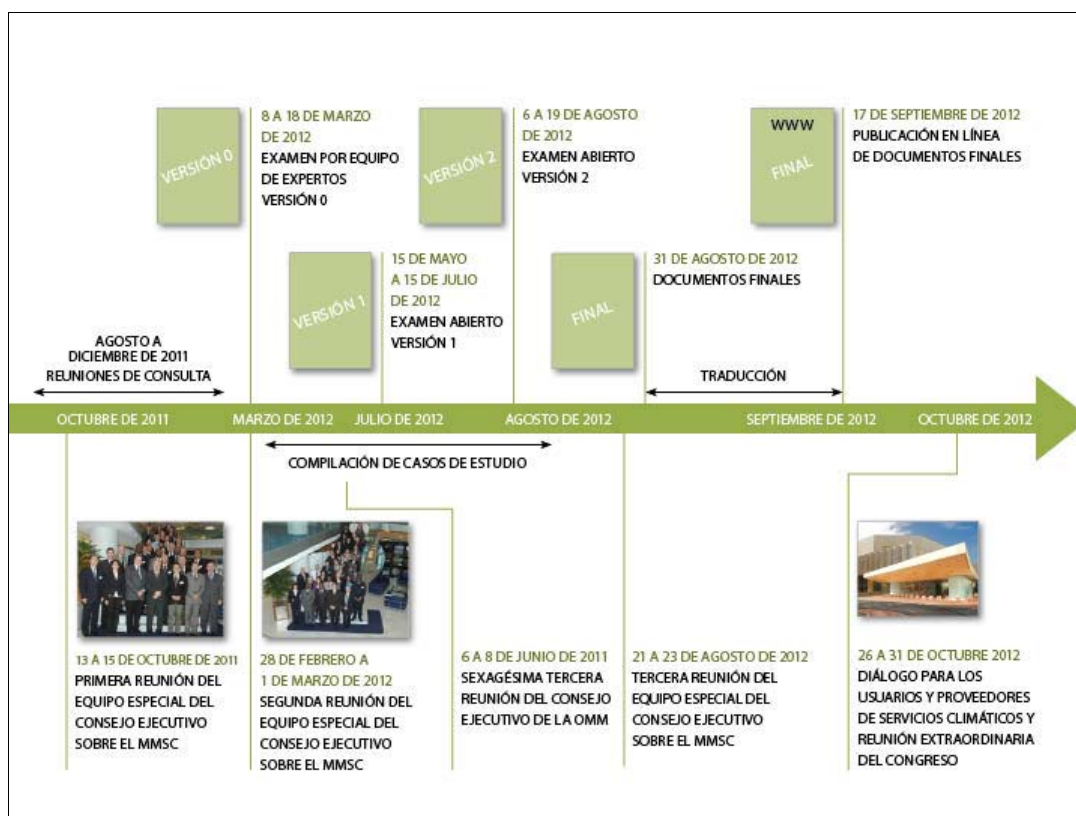 VERSIÓN 0
8 A 18 DE MARZO
DE 2012
EXAMEN POR EQUIPO
DE EXPERTOS
VERSIÓN 0
VERSIÓN 2
6 A 19 DE AGOSTO
DE 2012
EXAMEN ABIERTO
VERSIÓN 2
WWW
FINAL
17 DE SEPTIEMBRE DE 2012
PUBLICACIÓN EN LÍNEA
DE DOCUMENTOS FINALES
VERSIÓN 1
15 DE MAYO
A 15 DE JULIO
DE 2012
EXAMEN ABIERTO
VERSIÓN 1
FINAL
31 DE AGOSTO DE 2012
DOCUMENTOS FINALES
AGOSTO A
DICIEMBRE DE 2011
REUNIONES DE CONSULTA
TRADUCCIÓN
OCTUBRE DE 2011
MARZO DE 2012
JULIO DE 2012
AGOSTO DE 2012
SEPTIEMBRE DE 2012
OCTUBRE DE 2012
COMPILACIÓN DE CASOS DE ESTUDIO
13 A 15 DE OCTUBRE DE 2011
PRIMERA REUNIÓN DEL
EQUIPO ESPECIAL DEL
CONSEJO EJECUTIVO
SOBRE EL MMSC
28 DE FEBRERO A
1 DE MARZO DE 2012
SEGUNDA REUNIÓN DEL
EQUIPO ESPECIAL DEL
CONSEJO EJECUTIVO
SOBRE EL MMSC
6 A 8 DE JUNIO DE 2011
SEXAGÉSIMA TERCERA
REUNIÓN DEL CONSEJO
EJECUTIVO DE LA OMM
21 A 23 DE AGOSTO DE 2012
TERCERA REUNIÓN DEL
EQUIPO ESPECIAL DEL
CONSEJO EJECUTIVO
SOBRE EL MMSC
26 A 31 DE OCTUBRE 2012
DIÁLOGO PARA LOS
USUARIOS Y PROVEEDORES
DE SERVICIOS CLIMÁTICOS Y
REUNIÓN EXTRAORDINARIA
DEL CONGRESO